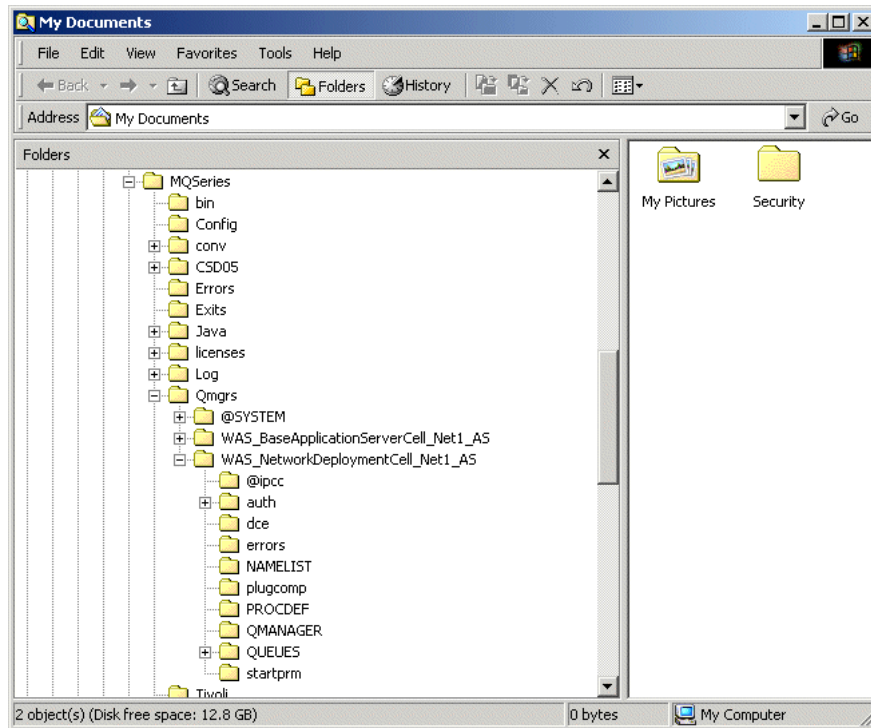 My Documents
File Edit View Favorites Tools Help
Back Search Folders History
Address My Documents Go
Folders
MQSeries
bin
Config
conv
CSD05
Errors
Exits
Java
licenses
Log
Qmgrs
@SYSTEM
WAS_BaseApplicationServerCell_Net1_AS
WAS_NetworkDeploymentCell_Net1_AS
@ipcc
auth
dce
errors
NAMELIST
plugcomp
PROCDEF
QMANAGER
QUEUES
startprm
Tivoli
My Pictures Security
2 object(s) (Disk free space: 12.8 GB) 0 bytes My Computer